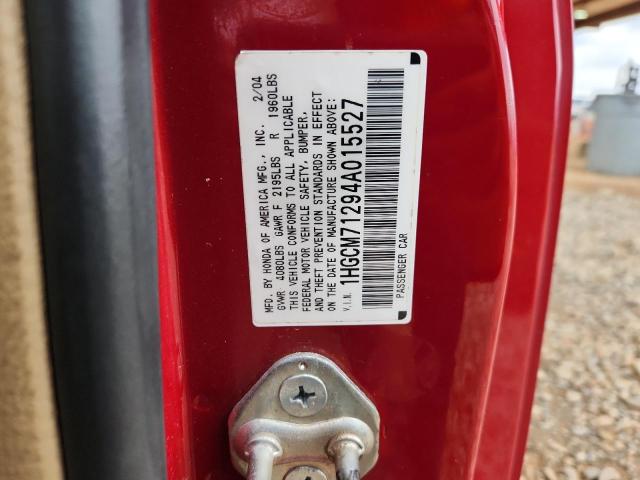 MFD. BY HONDA OF AMERICA MFG., INC. 2/04
GVWR 4080LBS GAWR F 2195LBS R 1960LBS
THIS VEHICLE CONFORMS TO ALL APPLICABLE
FEDERAL MOTOR VEHICLE SAFETY, BUMPER,
AND THEFT PREVENTION STANDARDS IN EFFECT
ON THE DATE OF MANUFACTURE SHOWN ABOVE:
V.I.N. 1HGCM71294A015527
PASSENGER CAR